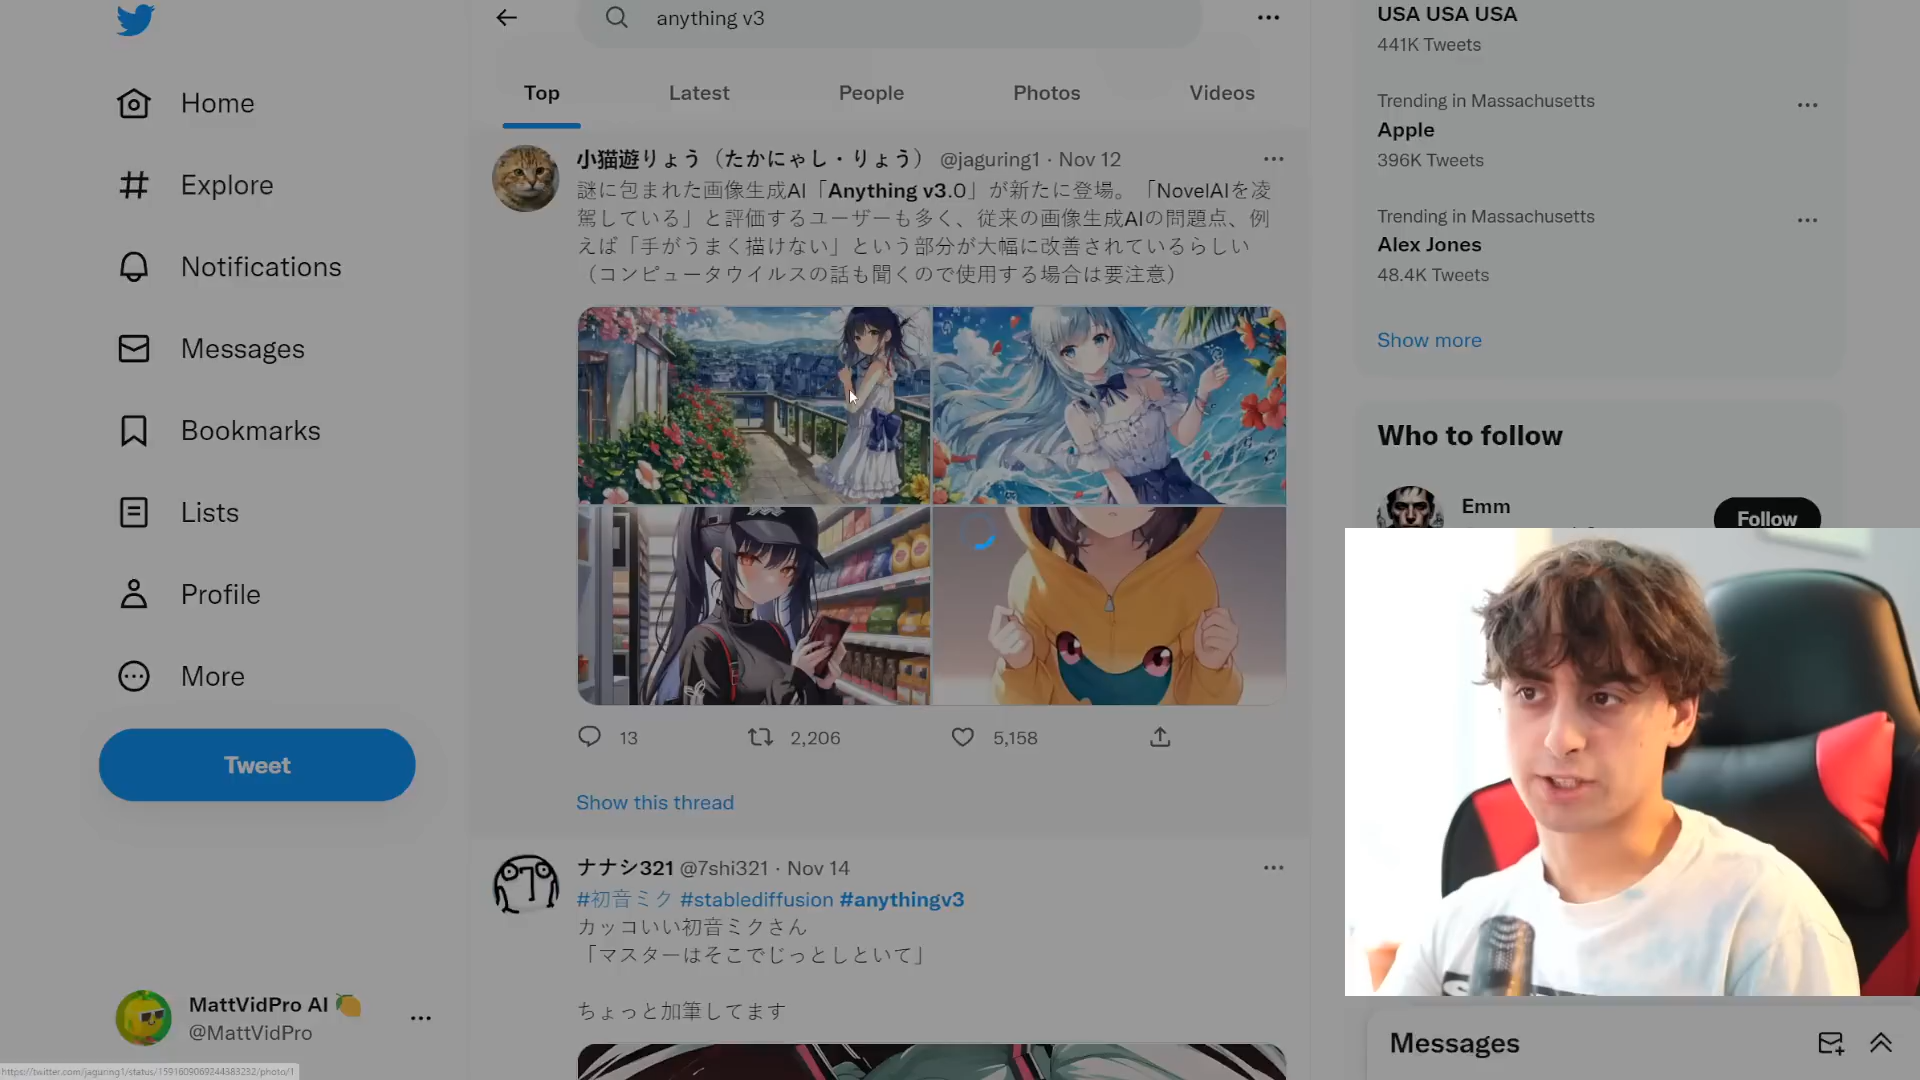 Home
Explore
Notifications
Messages
Bookmarks
Lists
Profile
More
Tweet
MattVidPro AI
@MattVidPro
https://twitter.com/jaguring1/status/1591609069244383232/photo/1
anything v3
Top
Latest
People
Photos
Videos
小猫遊りょう（たかにゃし・りょう） @jaguring1 · Nov 12
謎に包まれた画像生成AI「Anything v3.0」が新たに登場。「NovelAIを凌
駕している」と評価するユーザーも多く、従来の画像生成AIの問題点、例
えば「手がうまく描けない」という部分が大幅に改善されているらしい
（コンピュータウイルスの話も聞くので使用する場合は要注意）
13
2,206
5,158
Show this thread
ナナシ321 @7shi321 · Nov 14
#初音ミク #stablediffusion #anythingv3
カッコいい初音ミクさん
「マスターはそこでじっとしといて」
ちょっと加筆してます
USA USA USA
441K Tweets
Trending in Massachusetts
Apple
396K Tweets
Trending in Massachusetts
Alex Jones
48.4K Tweets
Show more
Who to follow
Emm
Follow
Messages